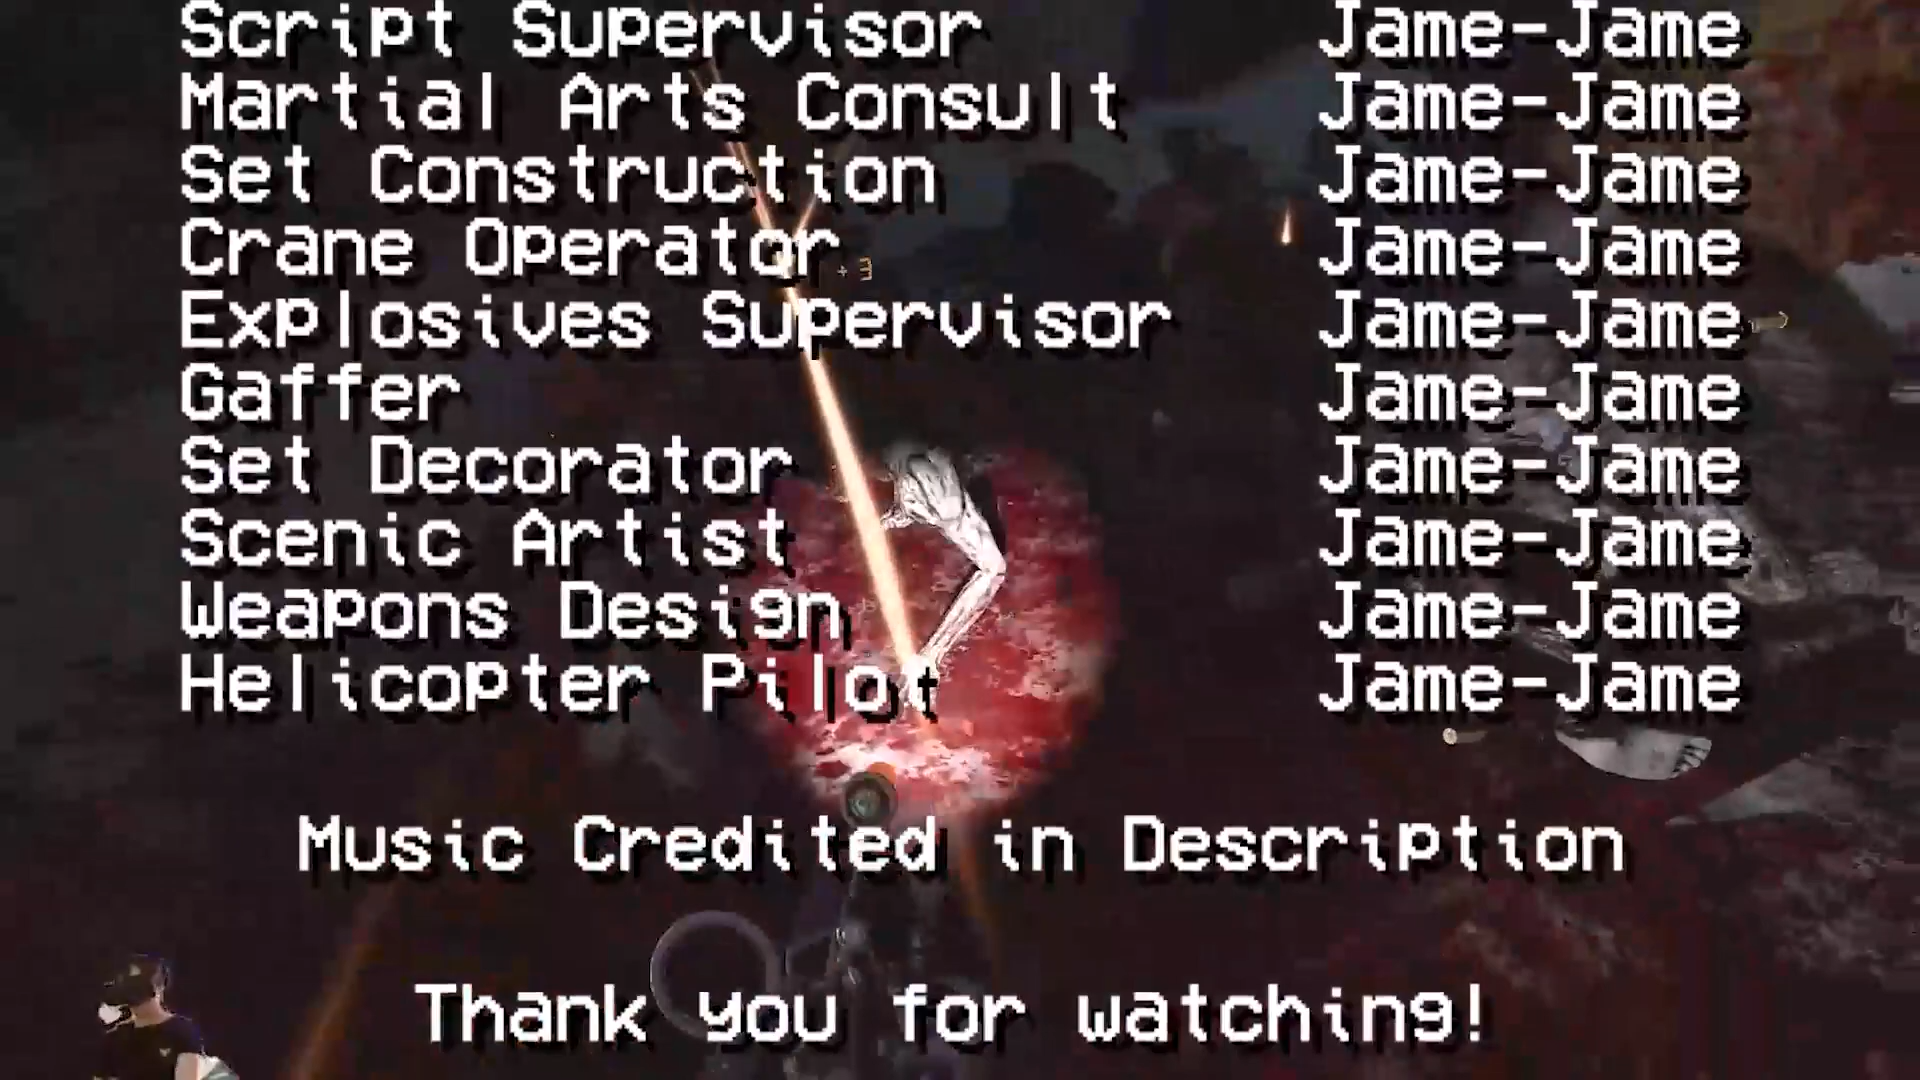 Script Supervisor Jame-Jame
Martial Arts Consult Jame-Jame
Set Construction Jame-Jame
Crane Operator Jame-Jame
Explosives Supervisor Jame-Jame
Gaffer Jame-Jame
Set Decorator Jame-Jame
Scenic Artist Jame-Jame
Weapons Design Jame-Jame
Helicopter Pilot Jame-Jame
Music Credited in Description
Thank you for watching!